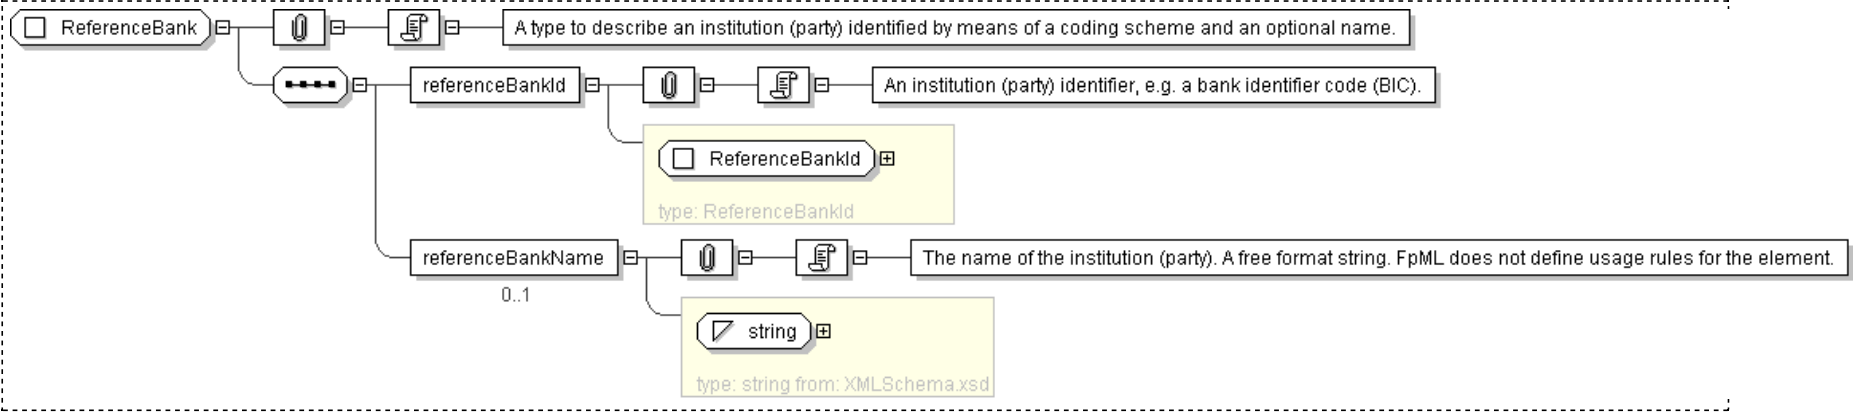 ReferenceBank
A type to describe an institution (party) identified by means of a coding scheme and an optional name.
referenceBankId
An institution (party) identifier, e.g. a bank identifier code (BIC).
ReferenceBankId
type: ReferenceBankId
referenceBankName
The name of the institution (party). A free format string. FpML does not define usage rules for the element.
0..1
string
type: string from: XMLSchema.xsd